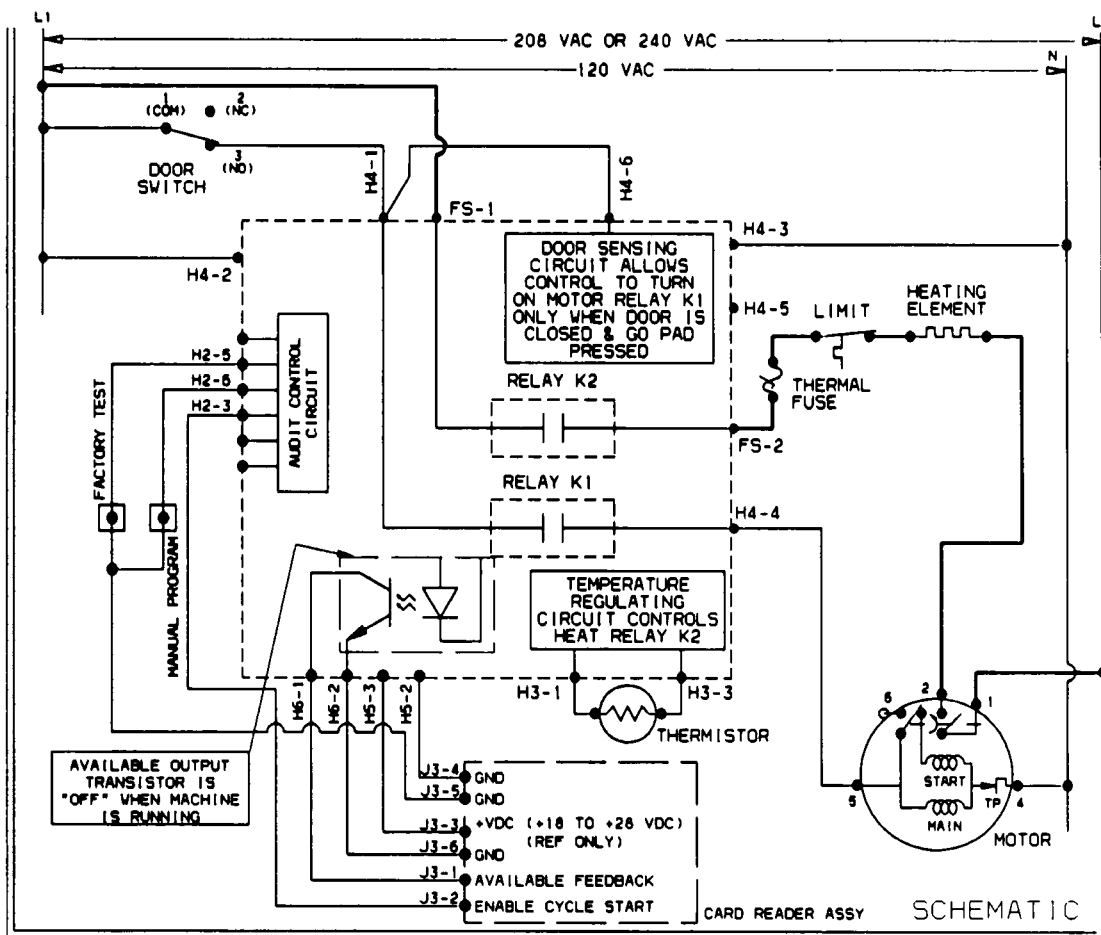 L1
L
208 VAC OR 240 VAC
N
120 VAC
1
(COM)
2
(NC)
3
(NO)
DOOR
SWITCH
H4-1
H4-6
FS-1
H4-3
H4-2
DOOR SENSING
CIRCUIT ALLOWS
CONTROL TO TURN
ON MOTOR RELAY K1
ONLY WHEN DOOR IS
CLOSED & GO PAD
PRESSED
H4-5
LIMIT
HEATING
ELEMENT
THERMAL
FUSE
H2-5
H2-6
H2-3
AUDIT CONTROL
CIRCUIT
RELAY K2
FS-2
FACTORY TEST
RELAY K1
H4-4
MANUAL PROGRAM
TEMPERATURE
REGULATING
CIRCUIT CONTROLS
HEAT RELAY K2
H6-1
H6-2
H5-3
H5-2
H3-1
H3-3
THERMISTOR
6
2
1
START
5
TP
4
MAIN
MOTOR
AVAILABLE OUTPUT
TRANSISTOR IS
"OFF" WHEN MACHINE
IS RUNNING
J3-4
GND
J3-5
GND
J3-3
+VDC (+18 TO +28 VDC)
(REF ONLY)
J3-6
GND
J3-1
AVAILABLE FEEDBACK
J3-2
ENABLE CYCLE START
CARD READER ASSY
SCHEMATIC